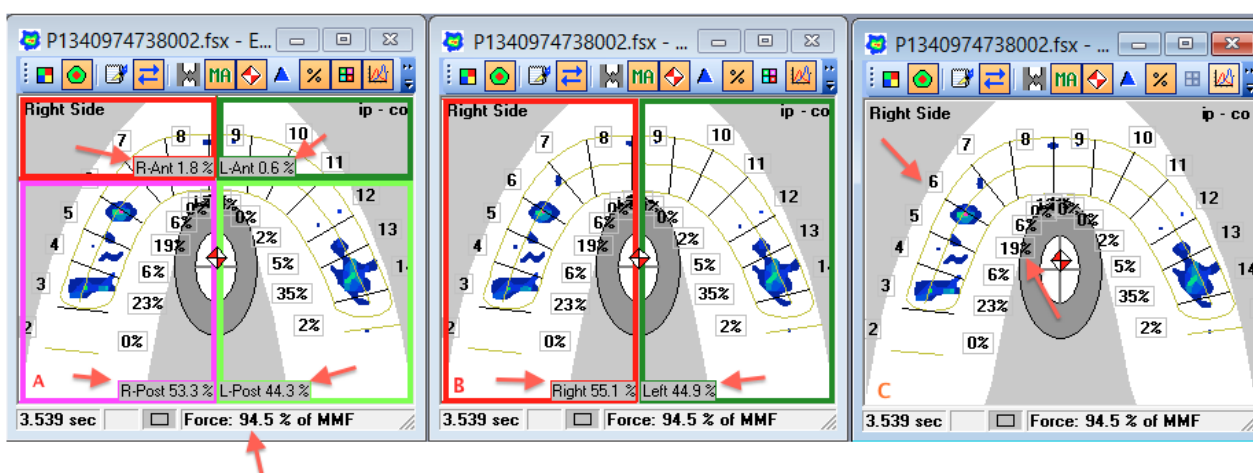 P1340974738002.fsx - E...
MA %
Right Side ip - co
7 8 9 10
R-Ant 1.8 % L-Ant 0.6 %
11
6
12
5
13
4
14
3
2
6% 0%
19% 2%
6% 5%
23% 35%
0% 2%
A
R-Post 53.3 % L-Post 44.3 %
3.539 sec Force: 94.5 % of MMF
P1340974738002.fsx - ...
MA %
Right Side ip - co
7 8 9 10
11
6
12
5
13
4
14
3
2
6% 0%
19% 2%
6% 5%
23% 35%
0% 2%
B
Right 55.1 % Left 44.9 %
3.539 sec Force: 94.5 % of MMF
P1340974738002.fsx - ...
MA %
Right Side ip - co
7 8 9 10
11
6
12
5
13
4
14
3
2
6% 0%
19% 2%
6% 5%
23% 35%
0% 2%
C
3.539 sec Force: 94.5 % of MMF